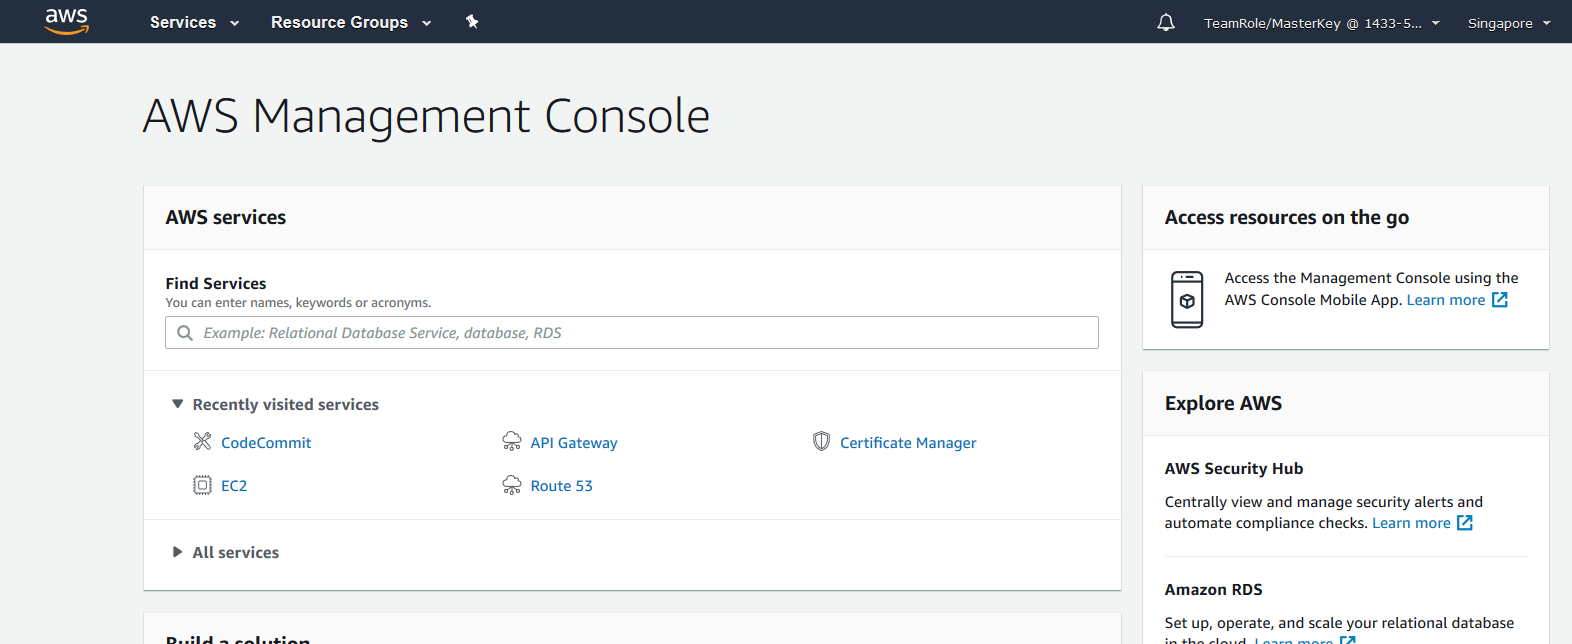 aws
Services
Resource Groups
TeamRole/MasterKey @ 1433-5...
Singapore
AWS Management Console
AWS services
Find Services
You can enter names, keywords or acronyms.
Example: Relational Database Service, database, RDS
Recently visited services
CodeCommit
API Gateway
Certificate Manager
EC2
Route 53
All services
Build a solution
Access resources on the go
Access the Management Console using the
AWS Console Mobile App. Learn more
Explore AWS
AWS Security Hub
Centrally view and manage security alerts and
automate compliance checks. Learn more
Amazon RDS
Set up, operate, and scale your relational database
in the cloud. Learn more